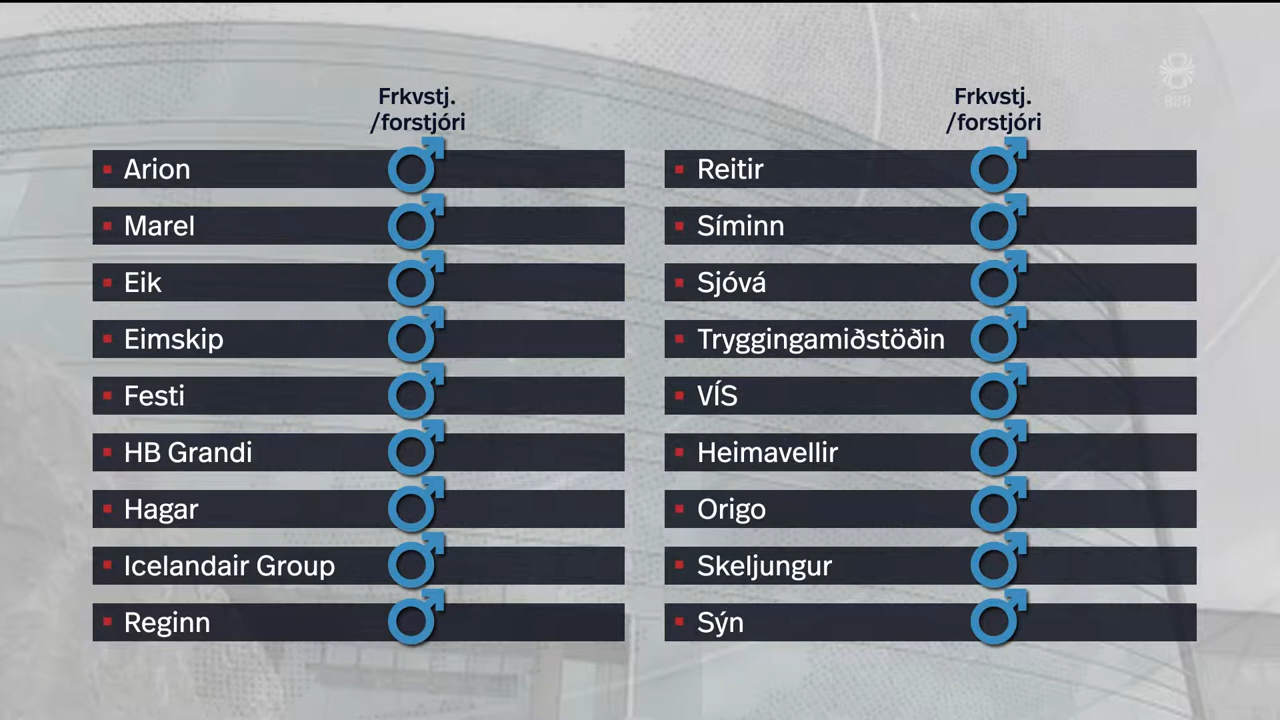 Frkvstj.
/forstjóri
Arion
Marel
Eik
Eimskip
Festi
HB Grandi
Hagar
Icelandair Group
Reginn
Frkvstj.
/forstjóri
Reitir
Síminn
Sjóvá
Tryggingamiðstöðin
VÍS
Heimavellir
Origo
Skeljungur
Sýn
888